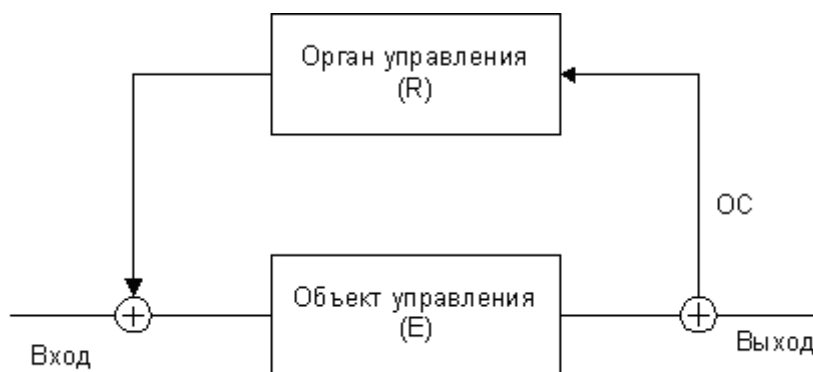 Орган управления
(R)
ОС
Объект управления
(E)
Вход
Выход